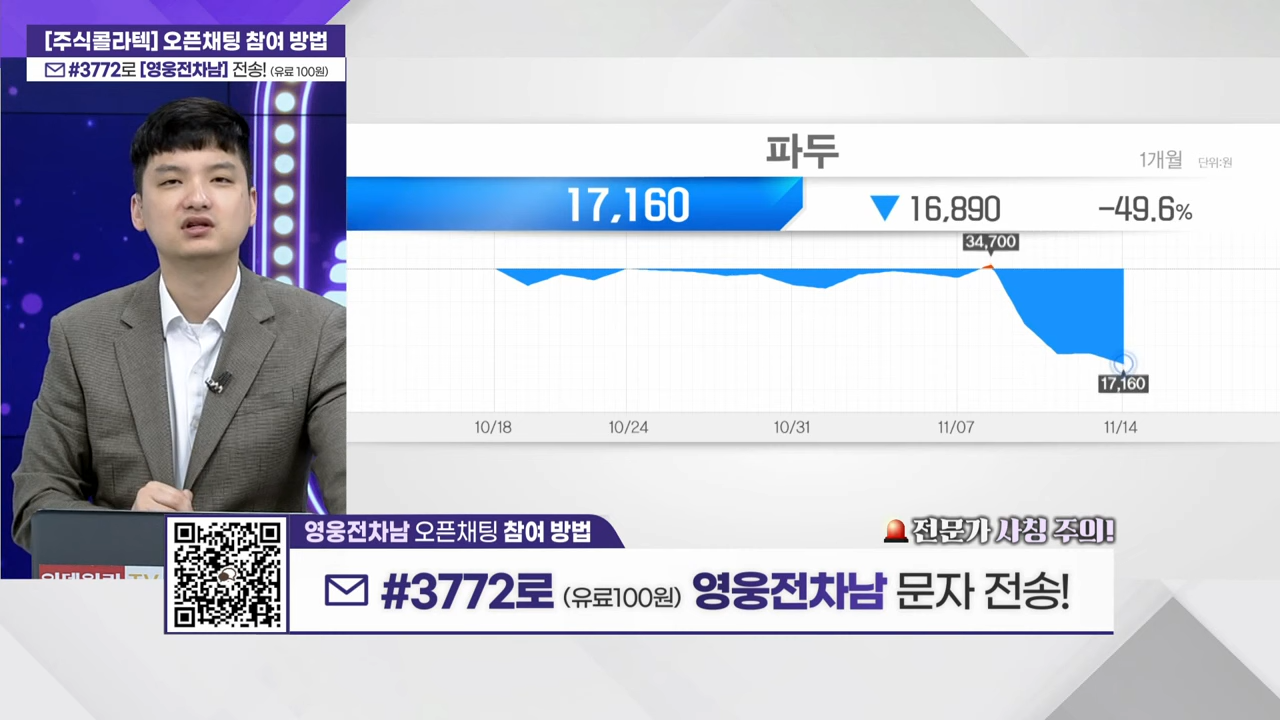 [주식콜라텍] 오픈채팅 참여 방법
#3772로 [영웅전차남] 전송! (유료 100원)
파두
1개월 단위:원
17,160 ▼ 16,890 -49.6%
34,700
17,160
10/18 10/24 10/31 11/07 11/14
영웅전차남 오픈채팅 참여 방법
전문가 사칭 주의!
#3772로 (유료100원) 영웅전차남 문자 전송!